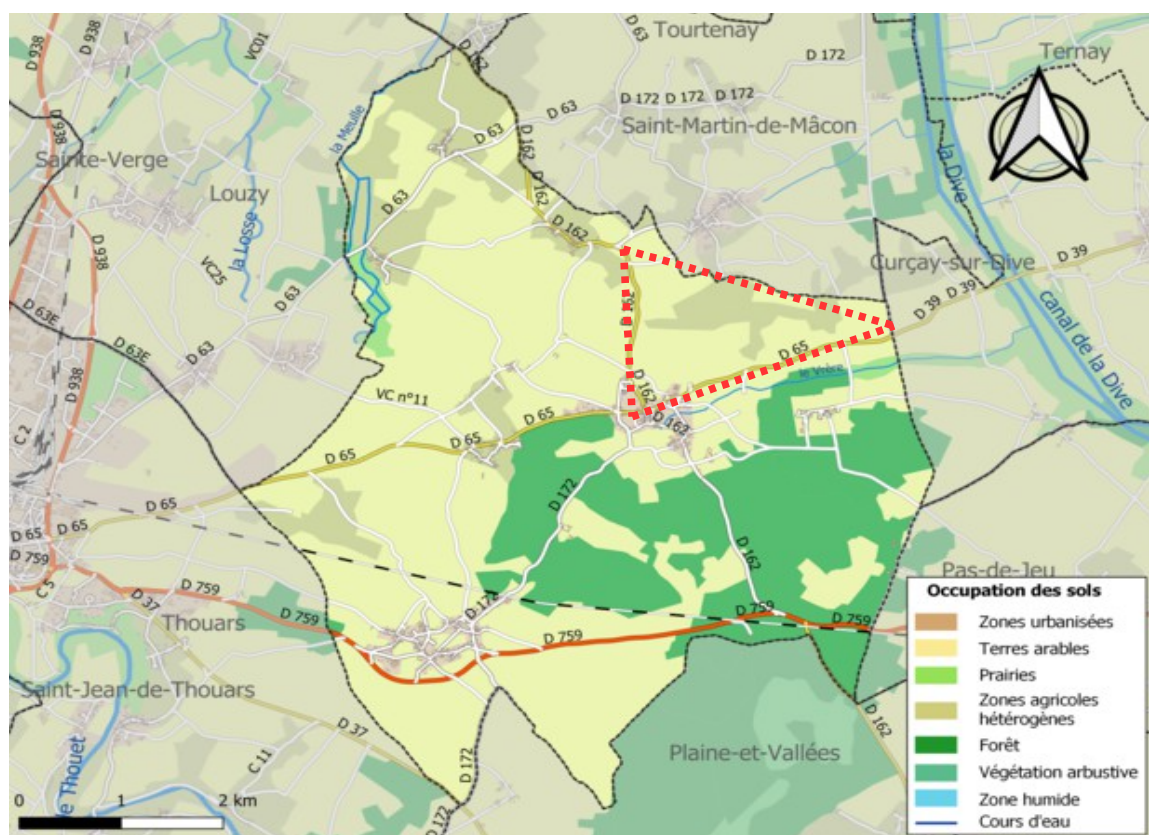 D 938
D 938
VC01
D 162
Tourtenay
D 63
D 172
Ternay
la Meulle
D 63
D 172
D 172
D 172
Saint-Martin-de-Mâcon
D 938
Sainte-Verge
Louzy
D 162
la Dive
D 162
D 63
la Losse
D 938
VC25
D 63
D 162
Curçay-sur-Dive
D 39
D 39
D 39
D 63E
D 63E
D 63
162
canal de la Dive
D 938
D 65
le Vrère
VC n°11
D 162
D 65
D 162
C 2
D 65
D 65
D 65
D 65
D 65
D 172
D 759
D 162
Pas-de-Jeu
C 5
D 759
D 759
D 37
D 759
D 759
Thouars
D 759
Saint-Jean-de-Thouars
D 37
D 162
C 11
D 172
Plaine-et-Vallées
le Thouet
D 172
0 1 2 km
Occupation des sols
Zones urbanisées
Terres arables
Prairies
Zones agricoles
hétérogènes
Forêt
Végétation arbustive
Zone humide
Cours d'eau